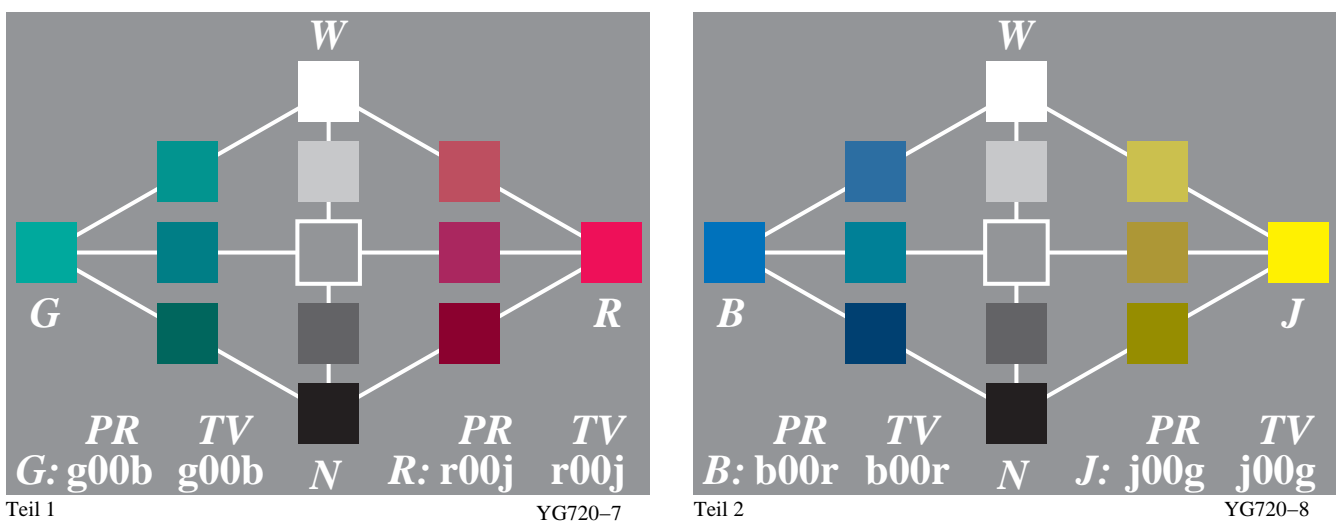 W
G
R
PR TV PR TV
G: g00b g00b N R: r00j r00j
Teil 1 YG720–7
W
B
J
PR TV PR TV
B: b00r b00r N J: j00g j00g
Teil 2 YG720–8